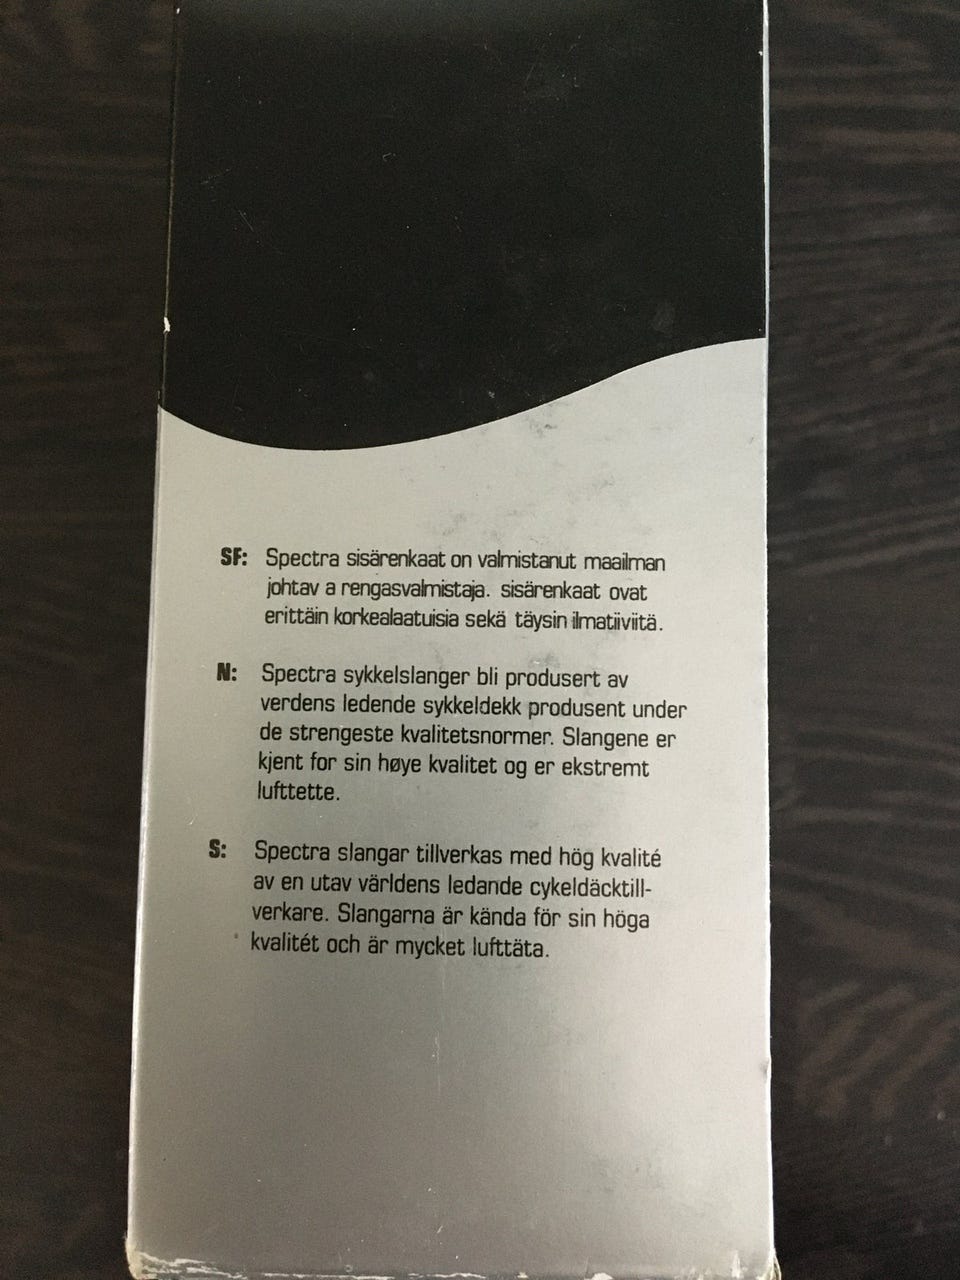 SF: Spectra sisärenkaat on valmistanut maailman
johtav a rengasvalmistaja. sisärenkaat ovat
erittäin korkealaatuisia sekä täysin ilmatiiviitä.
N: Spectra sykkelslanger bli produsert av
verdens ledende sykkeldekk produsent under
de strengeste kvalitetsnormer. Slangene er
kjent for sin høye kvalitet og er ekstremt
lufttette.
S: Spectra slangar tillverkas med hög kvalité
av en utav världens ledande cykeldäcktill-
verkare. Slangarna är kända för sin höga
kvalitét och är mycket lufttäta.